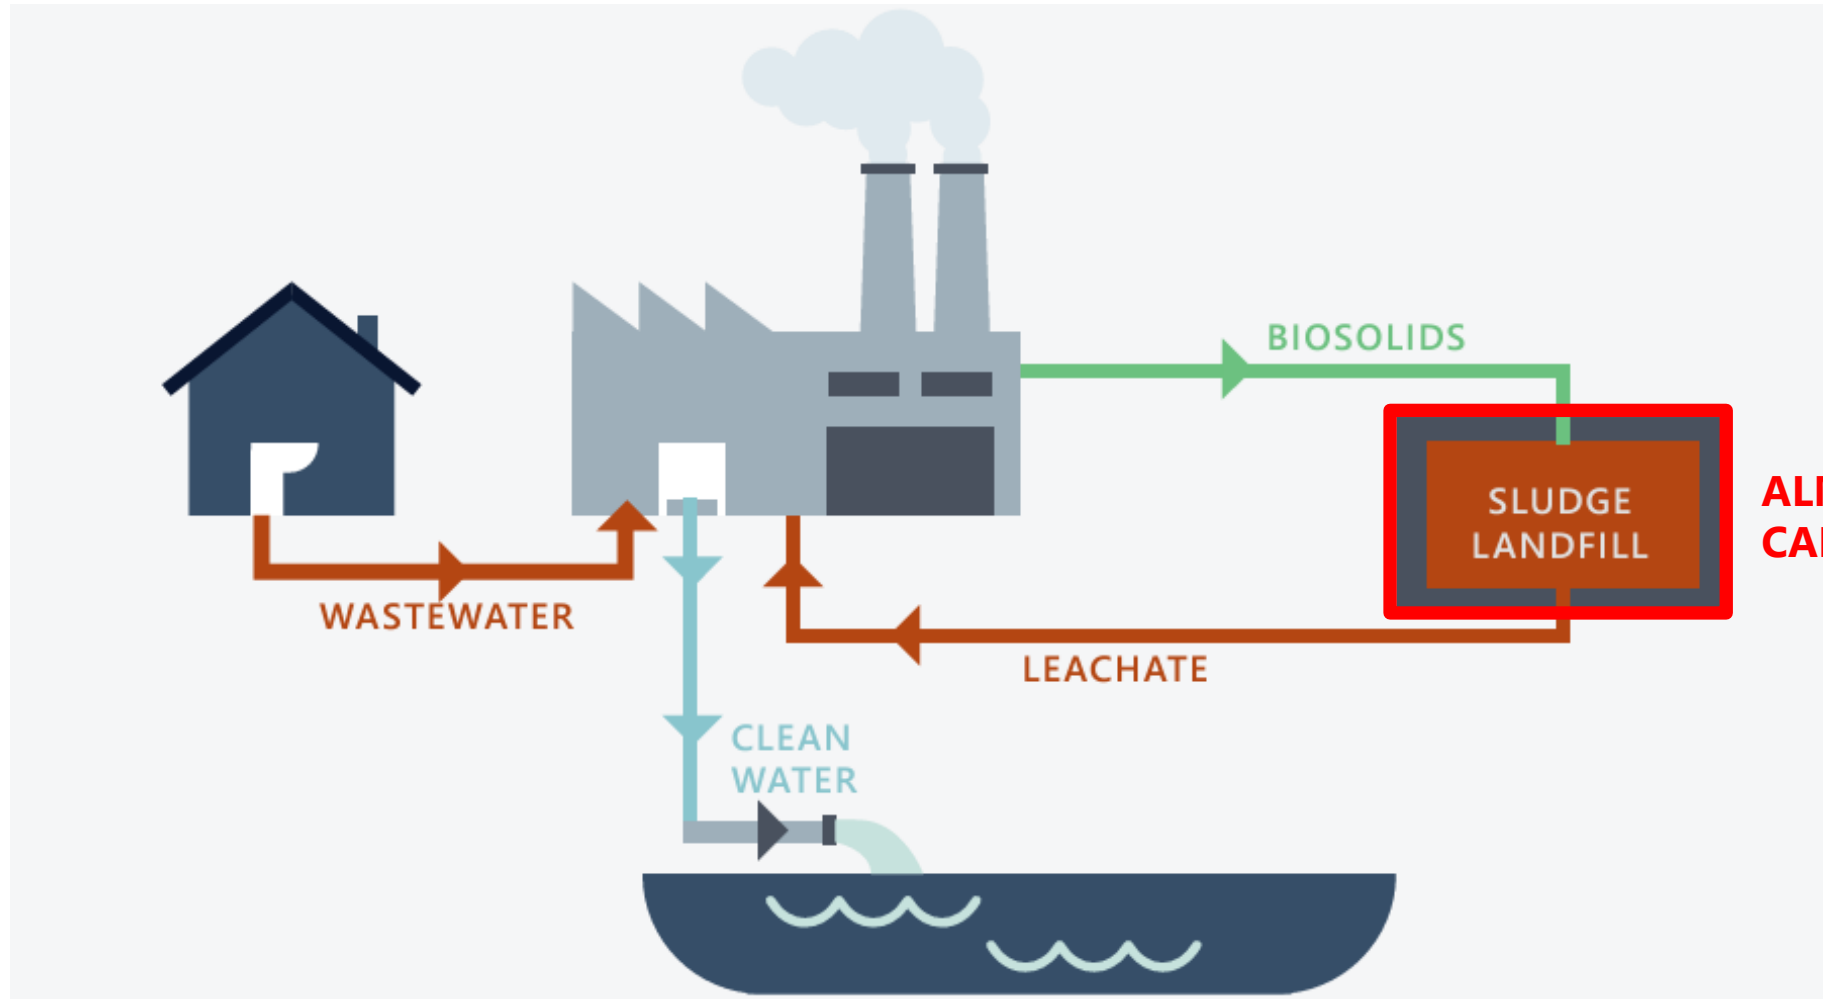 BIOSOLIDS
SLUDGE
LANDFILL
WASTEWATER
LEACHATE
CLEAN
WATER